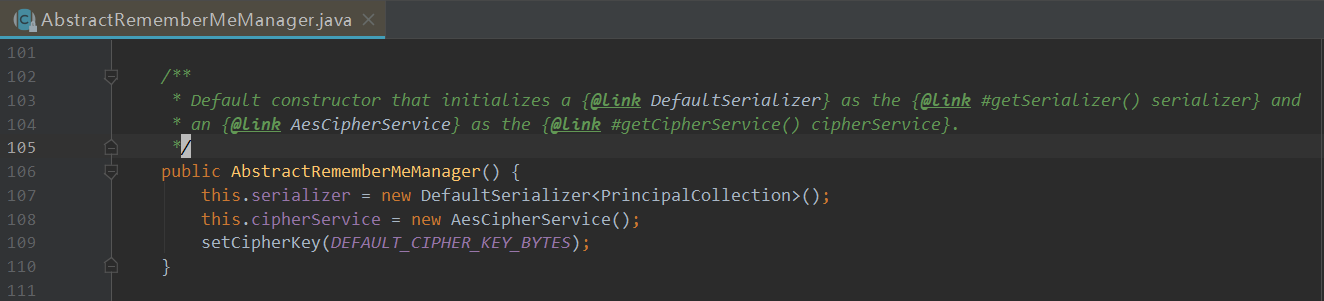 AbstractRememberMeManager.java
101
102 /**
103 * Default constructor that initializes a {@link DefaultSerializer} as the {@link #getSerializer() serializer} and
104 * an {@link AesCipherService} as the {@link #getCipherService() cipherService}.
105 */
106 public AbstractRememberMeManager() {
107 this.serializer = new DefaultSerializer<PrincipalCollection>();
108 this.cipherService = new AesCipherService();
109 setCipherKey(DEFAULT_CIPHER_KEY_BYTES);
110 }
111